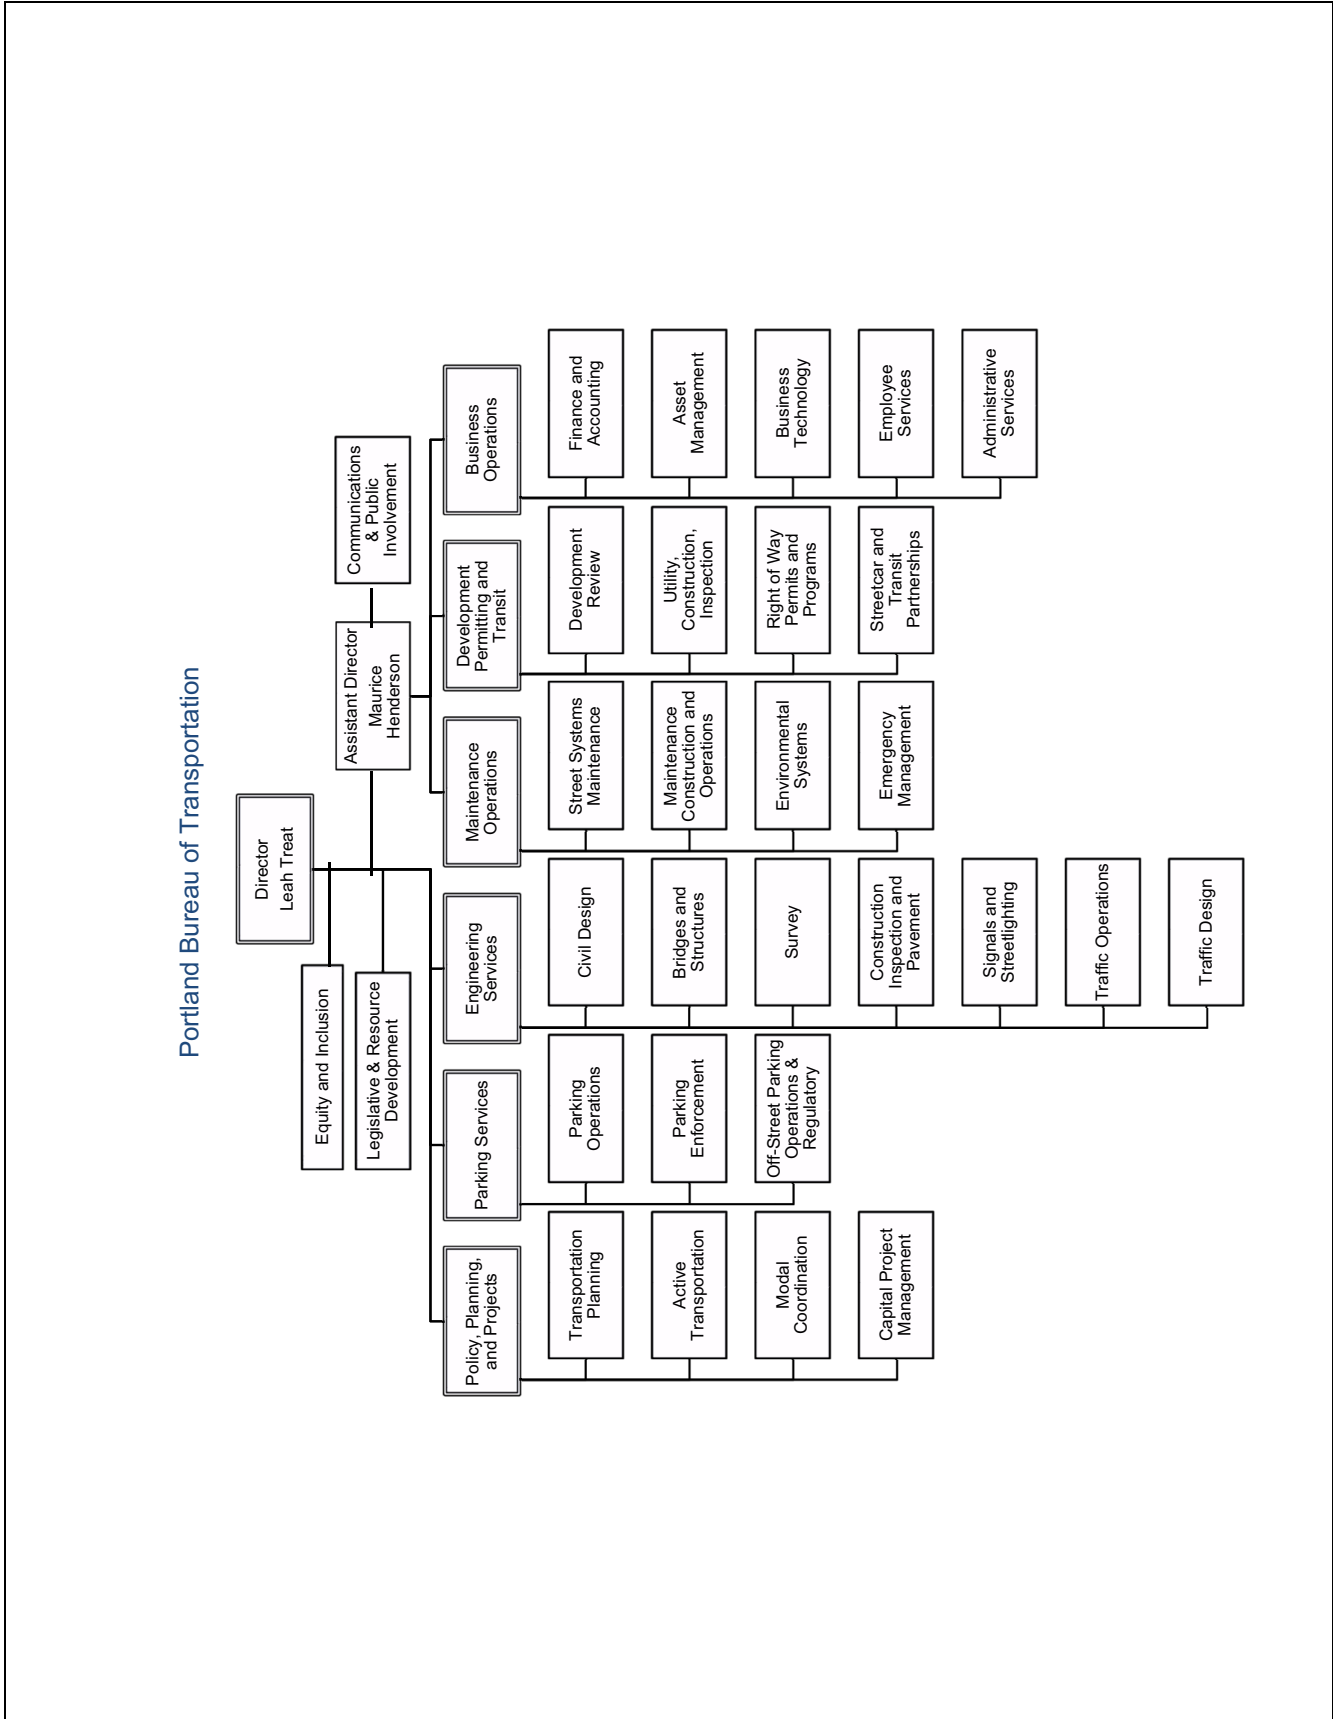 Portland Bureau of Transportation
Director
Leah Treat
Equity and Inclusion
Legislative & Resource
Development
Assistant Director
Maurice
Henderson
Communications
& Public
Involvement
Policy, Planning,
and Projects
Transportation
Planning
Active
Transportation
Modal
Coordination
Capital Project
Management
Parking Services
Parking
Operations
Parking
Enforcement
Off-Street Parking
Operations &
Regulatory
Engineering
Services
Civil Design
Bridges and
Structures
Survey
Construction
Inspection and
Pavement
Signals and
Streetlighting
Traffic Operations
Traffic Design
Maintenance
Operations
Street Systems
Maintenance
Maintenance
Construction and
Operations
Environmental
Systems
Emergency
Management
Development
Permitting and
Transit
Development
Review
Utility,
Construction,
Inspection
Right of Way
Permits and
Programs
Streetcar and
Transit
Partnerships
Business
Operations
Finance and
Accounting
Asset
Management
Business
Technology
Employee
Services
Administrative
Services